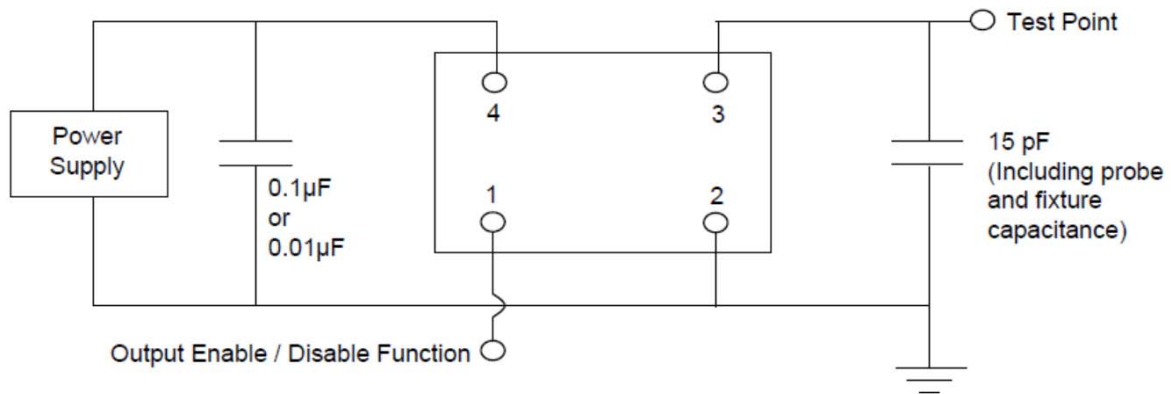 Test Point
4
3
Power
Supply
15 pF
(Including probe
and fixture
capacitance)
0.1µF
or
0.01µF
1
2
Output Enable / Disable Function